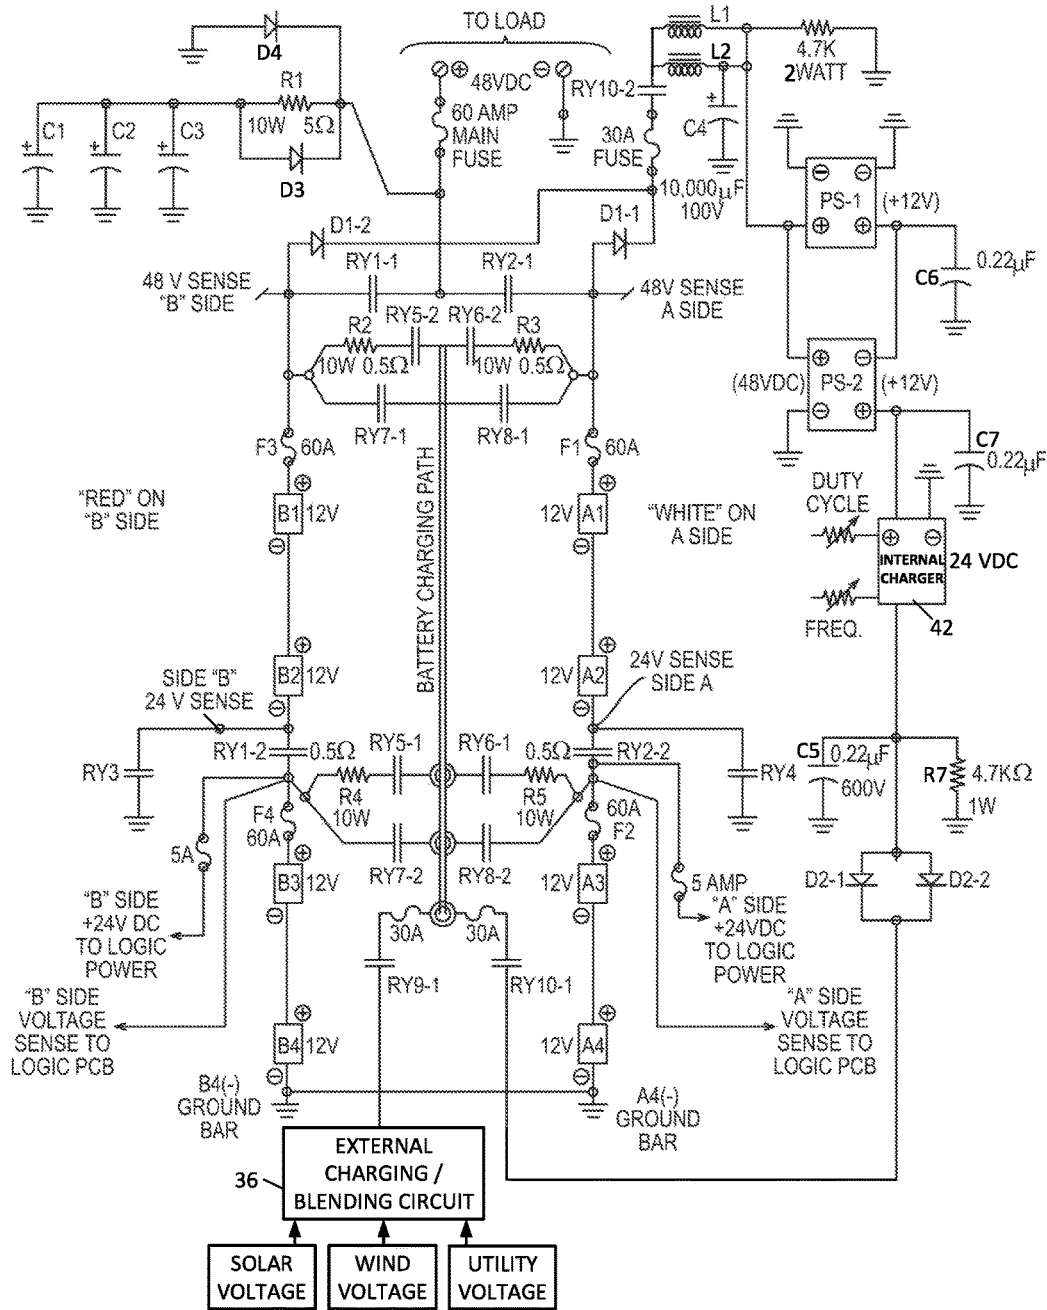 TO LOAD
D4
R1
10W
5Ω
D3
C1
C2
C3
+
+
+
48VDC
60 AMP
MAIN
FUSE
RY10-2
30A
FUSE
L1
L2
4.7K
2WATT
C4
+
10,000µF
100V
PS-1
(+12V)
0.22µF
C6
D1-2
D1-1
RY1-1
RY2-1
48 V SENSE
"B" SIDE
48V SENSE
A SIDE
RY5-2
RY6-2
R2
R3
10W
0.5Ω
10W
0.5Ω
RY7-1
RY8-1
(48VDC)
PS-2
(+12V)
C7
0.22µF
F3
60A
F1
60A
"RED" ON
"B" SIDE
B1
12V
12V
A1
"WHITE" ON
A SIDE
BATTERY CHARGING PATH
DUTY
CYCLE
FREQ.
INTERNAL
CHARGER
24 VDC
42
B2
12V
12V
A2
24V SENSE
SIDE A
SIDE "B"
24 V SENSE
RY3
RY1-2
0.5Ω
RY5-1
RY6-1
0.5Ω
RY2-2
RY4
R4
10W
R5
10W
F4
60A
60A
F2
RY7-2
RY8-2
5A
C5
+
0.22µF
600V
R7
4.7KΩ
1W
D2-1
D2-2
B3
12V
12V
A3
5 AMP
"A" SIDE
+24VDC
TO LOGIC
POWER
"B" SIDE
+24V DC
TO LOGIC
POWER
30A
30A
RY9-1
RY10-1
"B" SIDE
VOLTAGE
SENSE TO
LOGIC PCB
"A" SIDE
VOLTAGE
SENSE TO
LOGIC PCB
B4
12V
12V
A4
B4(-)
GROUND
BAR
A4(-)
GROUND
BAR
36
EXTERNAL
CHARGING /
BLENDING CIRCUIT
SOLAR
VOLTAGE
WIND
VOLTAGE
UTILITY
VOLTAGE